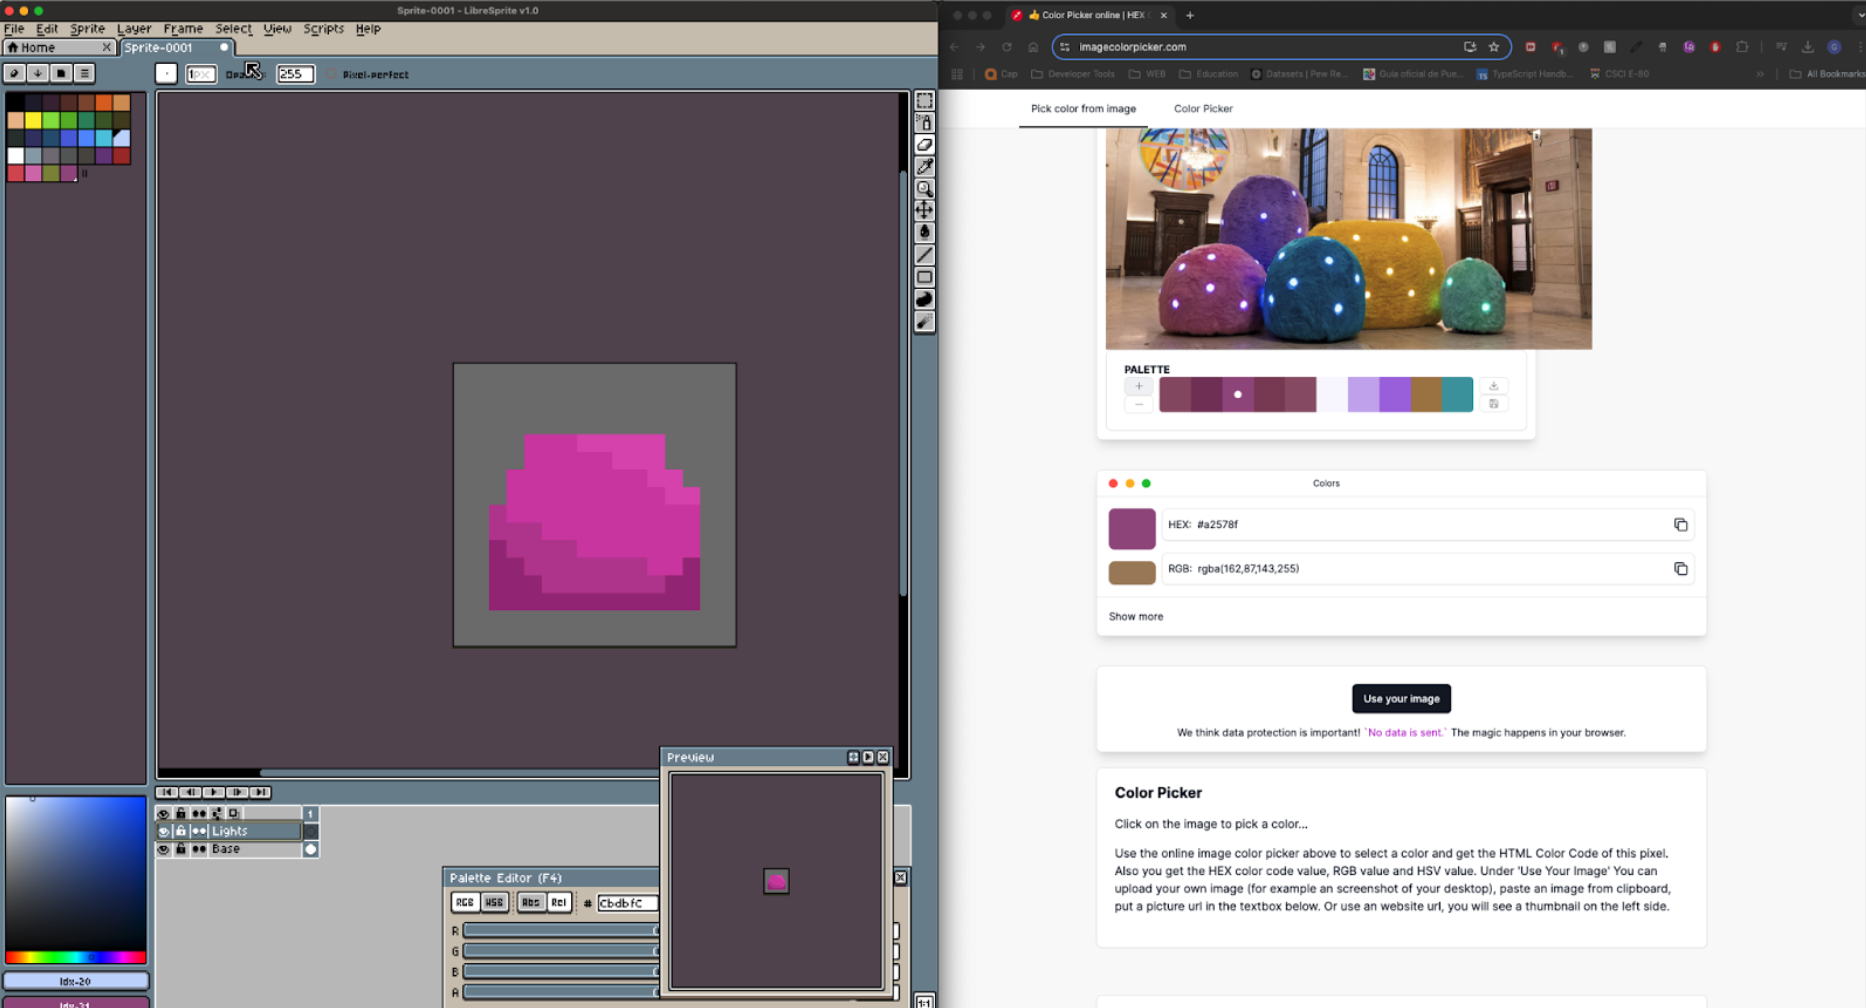 Sprite-0001 - LibreSprite v1.0
File Edit Sprite Layer Frame Select View Scripts Help
Home
Sprite-0001
255
Pixel-perfect
Preview
1
Lights
Base
Palette Editor (F4)
RGB HSB Abs Rel # CbdbfC
R
G
B
A
Idx-20
Idx-31
1:1
Color Picker online | HEX
imagecolorpicker.com
Cap
Developer Tools
WEB
Education
Datasets | Pew Re...
Guía oficial de Pue...
TypeScript Handb...
CSCI E-80
All Bookmarks
Pick color from image
Color Picker
PALETTE
Colors
HEX: #a2578f
RGB: rgba(162,87,143,255)
Show more
Use your image
We think data protection is important! `No data is sent.` The magic happens in your browser.
Color Picker
Click on the image to pick a color...
Use the online image color picker above to select a color and get the HTML Color Code of this pixel.
Also you get the HEX color code value, RGB value and HSV value. Under 'Use Your Image' You can
upload your own image (for example an screenshot of your desktop), paste an image from clipboard,
put a picture url in the textbox below. Or use an website url, you will see a thumbnail on the left side.